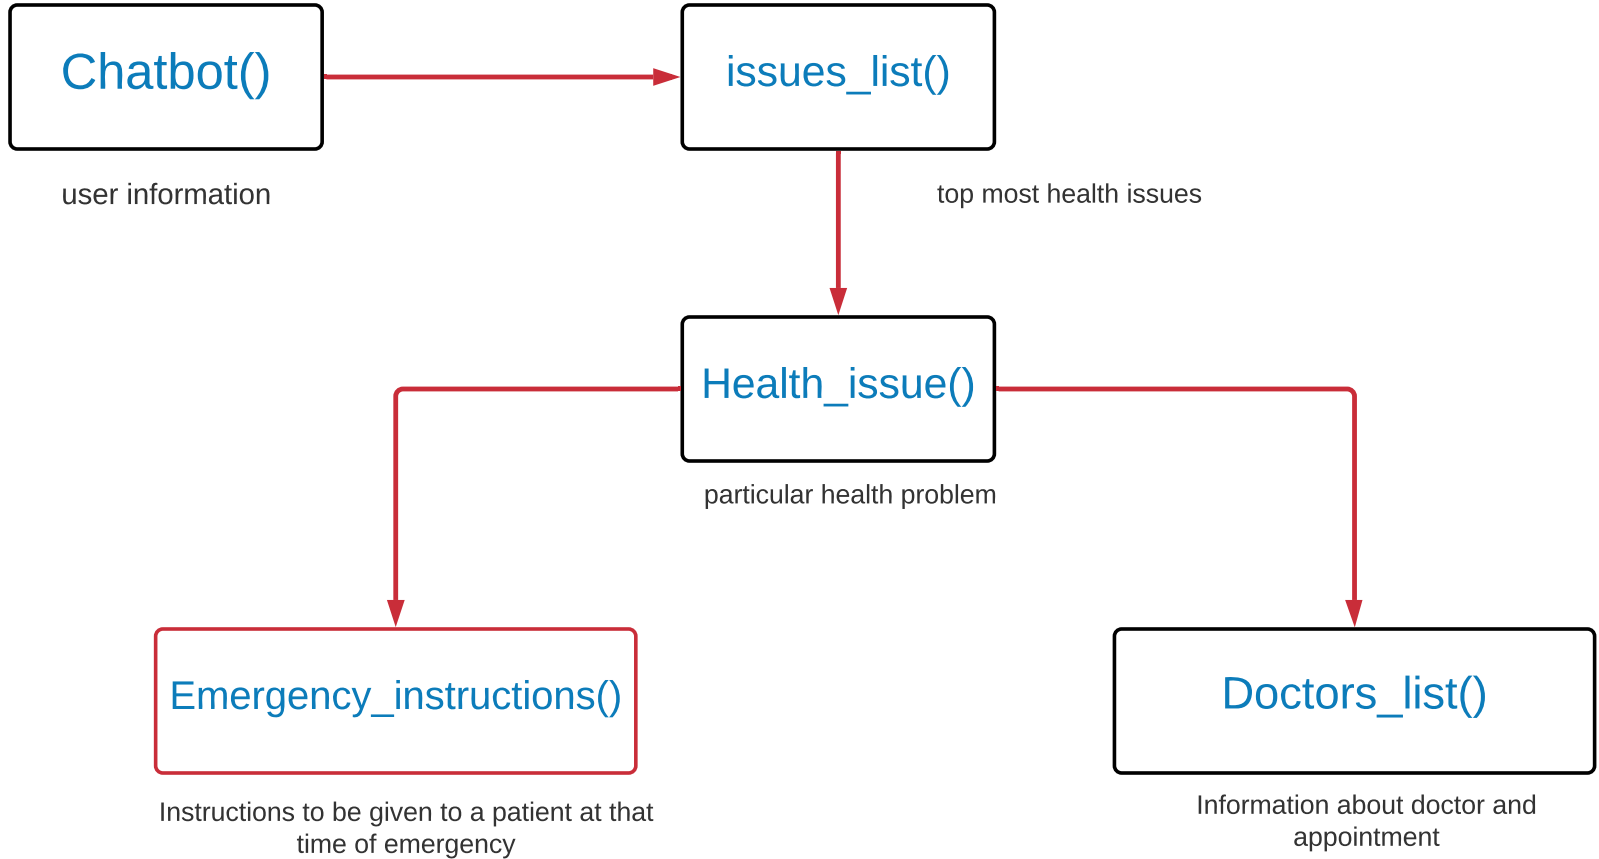 Chatbot()
issues_list()
user information
top most health issues
Health_issue()
particular health problem
Emergency_instructions()
Doctors_list()
Instructions to be given to a patient at that
time of emergency
Information about doctor and
appointment